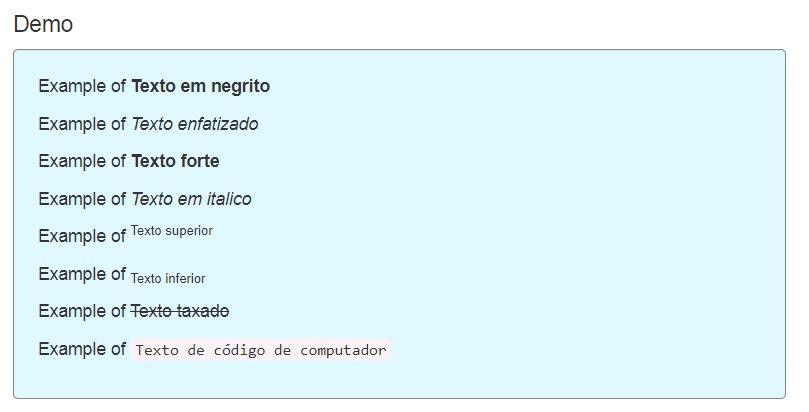 Demo
Example of Texto em negrito
Example of Texto enfatizado
Example of Texto forte
Example of Texto em italico
Example of Texto superior
Example of Texto inferior
Example of Texto taxado
Example of Texto de código de computador